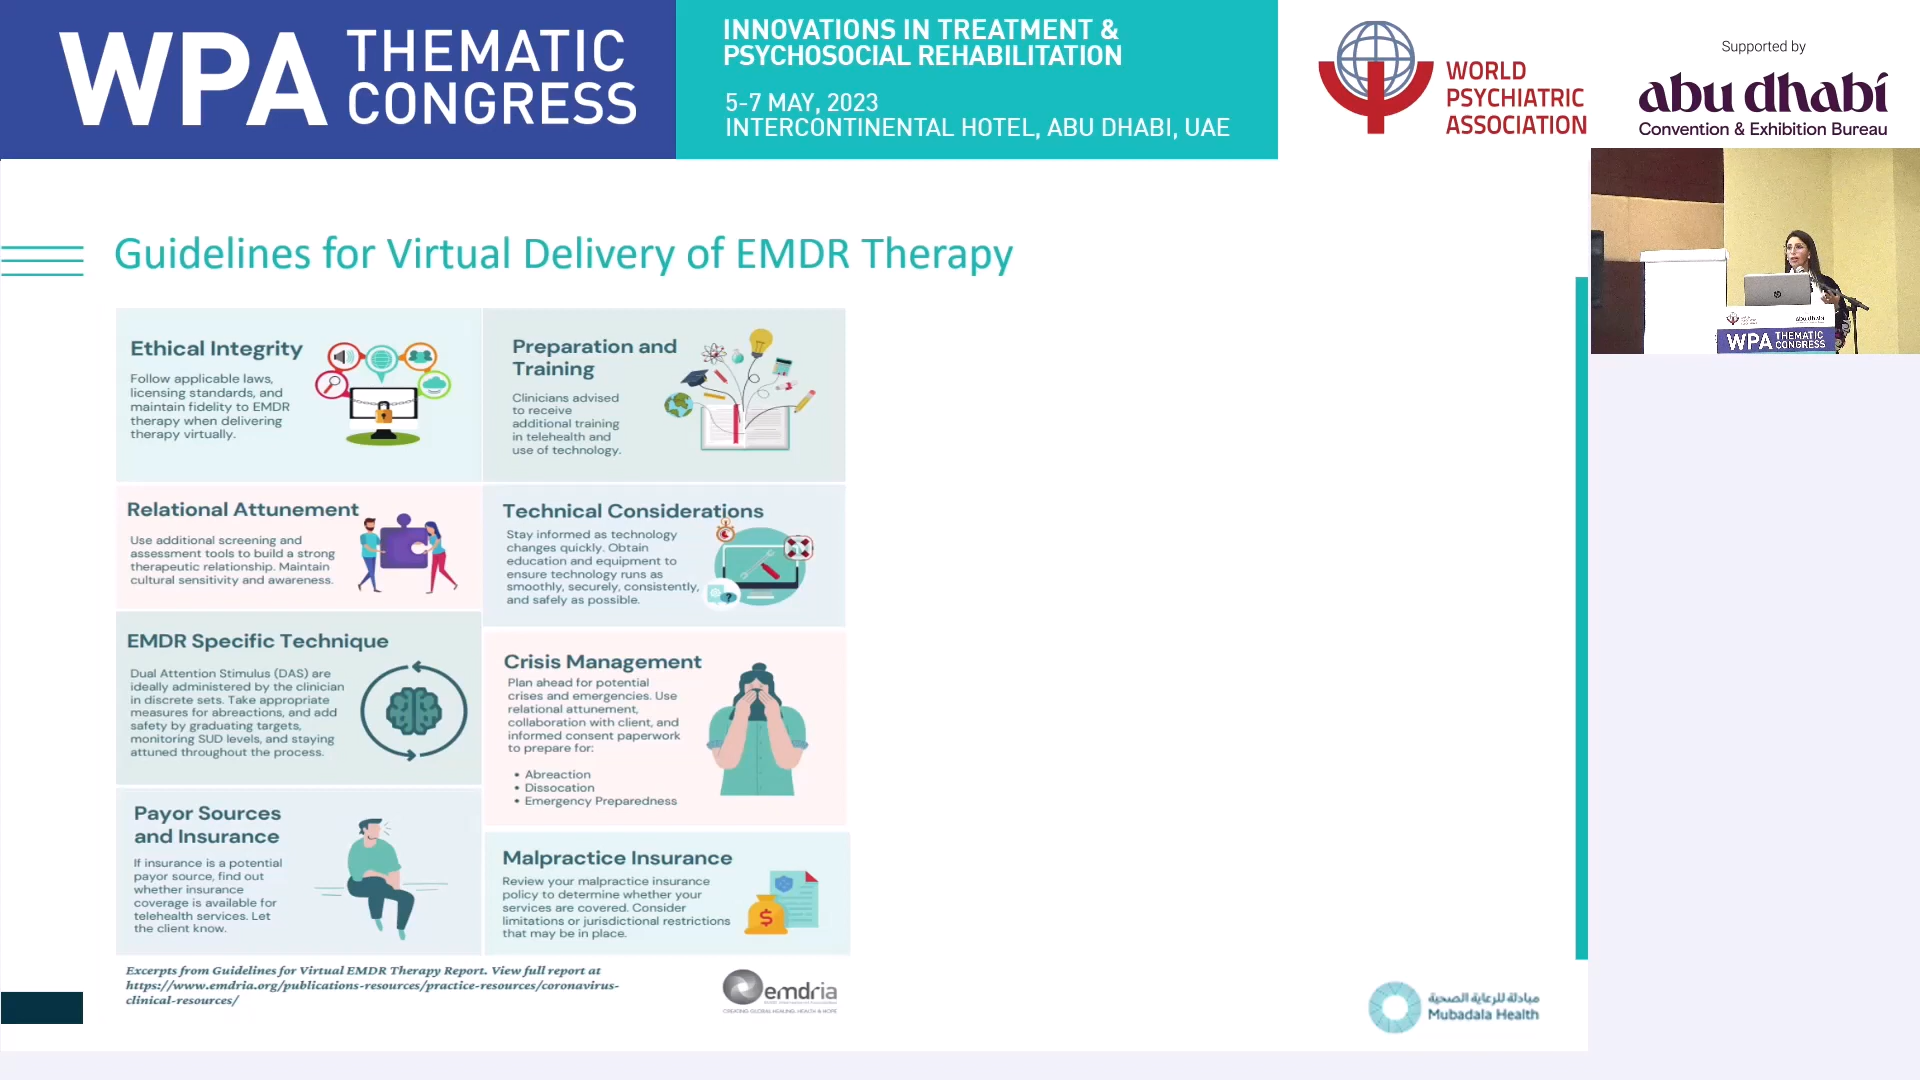 WPA THEMATIC CONGRESS
INNOVATIONS IN TREATMENT &
PSYCHOSOCIAL REHABILITATION
5-7 MAY, 2023
INTERCONTINENTAL HOTEL, ABU DHABI, UAE
WORLD
PSYCHIATRIC
ASSOCIATION
Supported by
abu dhabi
Convention & Exhibition Bureau
Guidelines for Virtual Delivery of EMDR Therapy
Ethical Integrity
Follow applicable laws,
licensing standards, and
maintain fidelity to EMDR
therapy when delivering
therapy virtually.
Preparation and
Training
Clinicians advised
to receive
additional training
in telehealth and
use of technology.
Relational Attunement
Use additional screening and
assessment tools to build a strong
therapeutic relationship. Maintain
cultural sensitivity and awareness.
Technical Considerations
Stay informed as technology
changes quickly. Obtain
education and equipment to
ensure technology runs as
smoothly, securely, consistently,
and safely as possible.
EMDR Specific Technique
Dual Attention Stimulus (DAS) are
ideally administered by the clinician
in discrete sets. Take appropriate
measures for abreactions, and add
safety by graduating targets,
monitoring SUD levels, and staying
attuned throughout the process.
Crisis Management
Plan ahead for potential
crises and emergencies. Use
relational attunement,
collaboration with client, and
informed consent paperwork
to prepare for:
• Abreaction
• Dissocation
• Emergency Preparedness
Payor Sources
and Insurance
If insurance is a potential
payor source, find out
whether insurance
coverage is available for
telehealth services. Let
the client know.
Malpractice Insurance
Review your malpractice insurance
policy to determine whether your
services are covered. Consider
limitations or jurisdictional restrictions
that may be in place.
Excerpts from Guidelines for Virtual EMDR Therapy Report. View full report at
https://www.emdria.org/publications-resources/practice-resources/coronavirus-
clinical-resources/
emdria
CREATING GLOBAL HEALING, HEALTH & HOPE
مبادلة للرعاية الصحية
Mubadala Health
abu dhabi
WPA THEMATIC CONGRESS